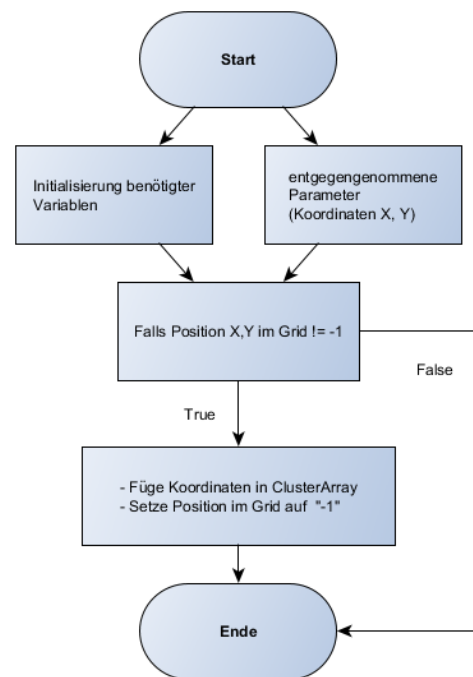 Start
Initialisierung benötigter
Variablen
entgegengenommene
Parameter
(Koordinaten X, Y)
Falls Position X,Y im Grid != -1
False
True
- Füge Koordinaten in ClusterArray
- Setze Position im Grid auf "-1"
Ende